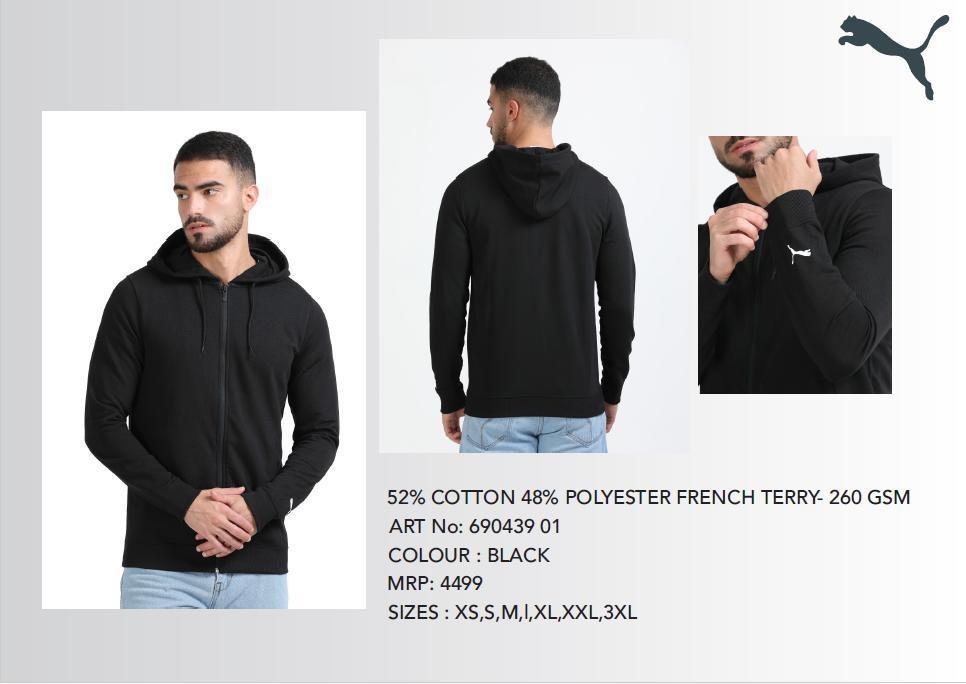 52% COTTON 48% POLYESTER FRENCH TERRY- 260 GSM
ART No: 690439 01
COLOUR : BLACK
MRP: 4499
SIZES : XS,S,M,l,XL,XXL,3XL